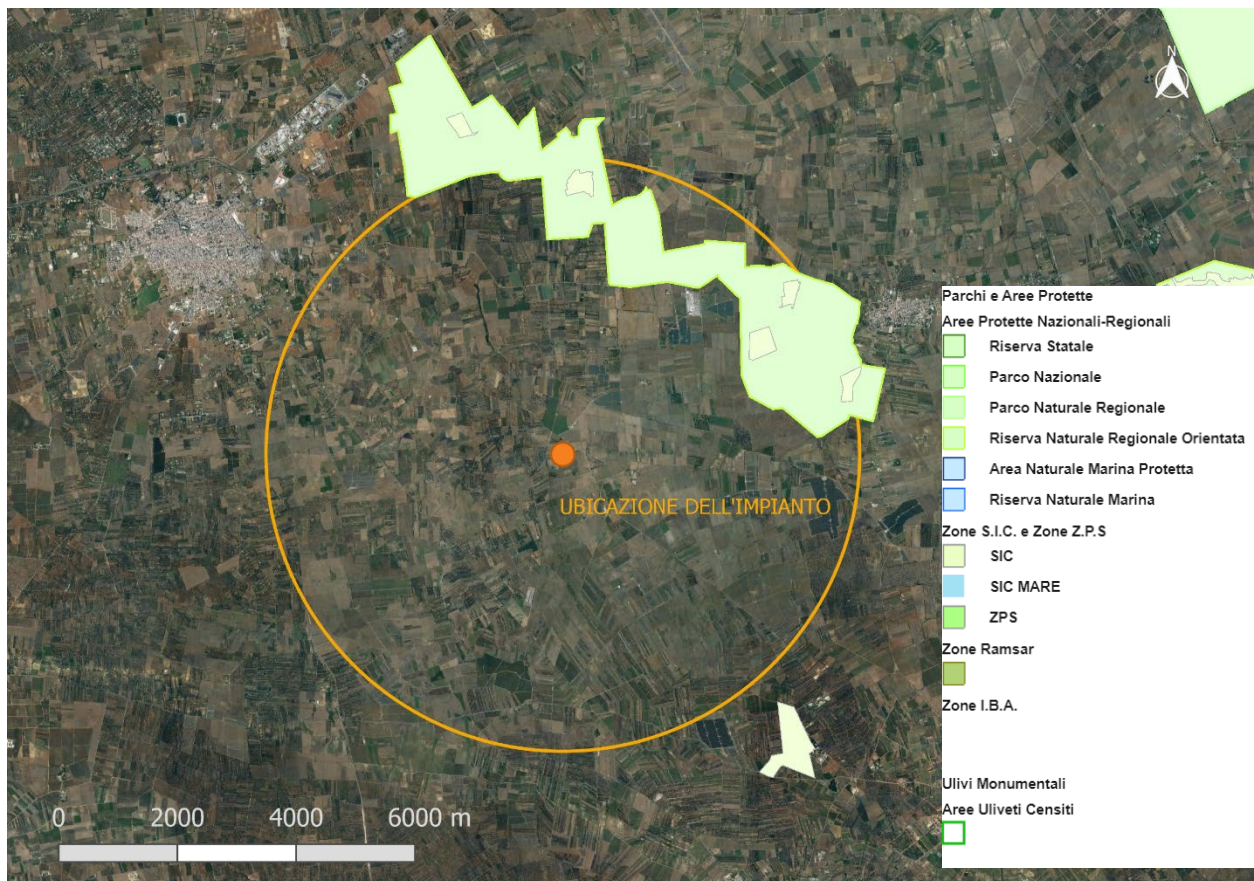 N
Parchi e Aree Protette
Aree Protette Nazionali-Regionali
Riserva Statale
Parco Nazionale
Parco Naturale Regionale
Riserva Naturale Regionale Orientata
Area Naturale Marina Protetta
Riserva Naturale Marina
Zone S.I.C. e Zone Z.P.S
SIC
SIC MARE
ZPS
Zone Ramsar
Zone I.B.A.
Ulivi Monumentali
Aree Uliveti Censiti
UBICAZIONE DELL'IMPIANTO
0 2000 4000 6000 m